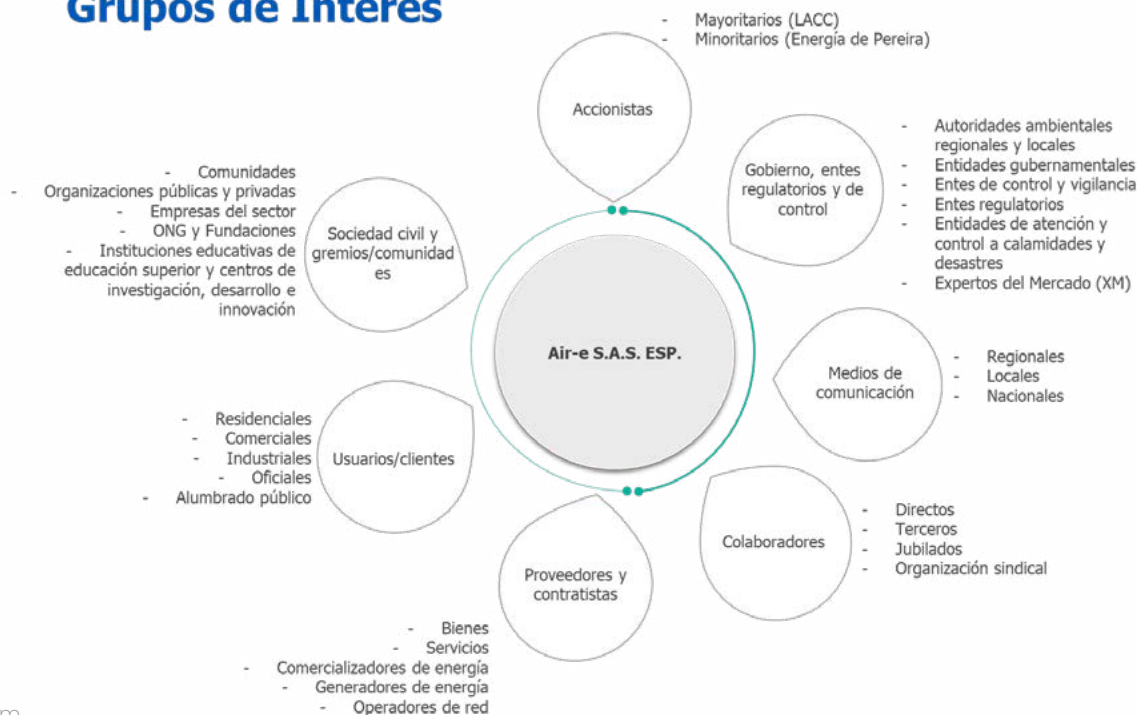 Grupos de Interés
- Mayoritarios (LACC)
- Minoritarios (Energía de Pereira)
Accionistas
Gobierno, entes
regulatorios y de
control
- Autoridades ambientales
regionales y locales
- Entidades gubernamentales
- Entes de control y vigilancia
- Entes regulatorios
- Entidades de atención y
control a calamidades y
desastres
- Expertos del Mercado (XM)
Medios de
comunicación
- Regionales
- Locales
- Nacionales
Colaboradores
- Directos
- Terceros
- Jubilados
- Organización sindical
Proveedores y
contratistas
- Bienes
- Servicios
- Comercializadores de energía
- Generadores de energía
- Operadores de red
Usuarios/clientes
- Residenciales
- Comerciales
- Industriales
- Oficiales
- Alumbrado público
Sociedad civil y
gremios/comunidad
es
- Comunidades
- Organizaciones públicas y privadas
- Empresas del sector
- ONG y Fundaciones
- Instituciones educativas de
educación superior y centros de
investigación, desarrollo e
innovación
Air-e S.A.S. ESP.